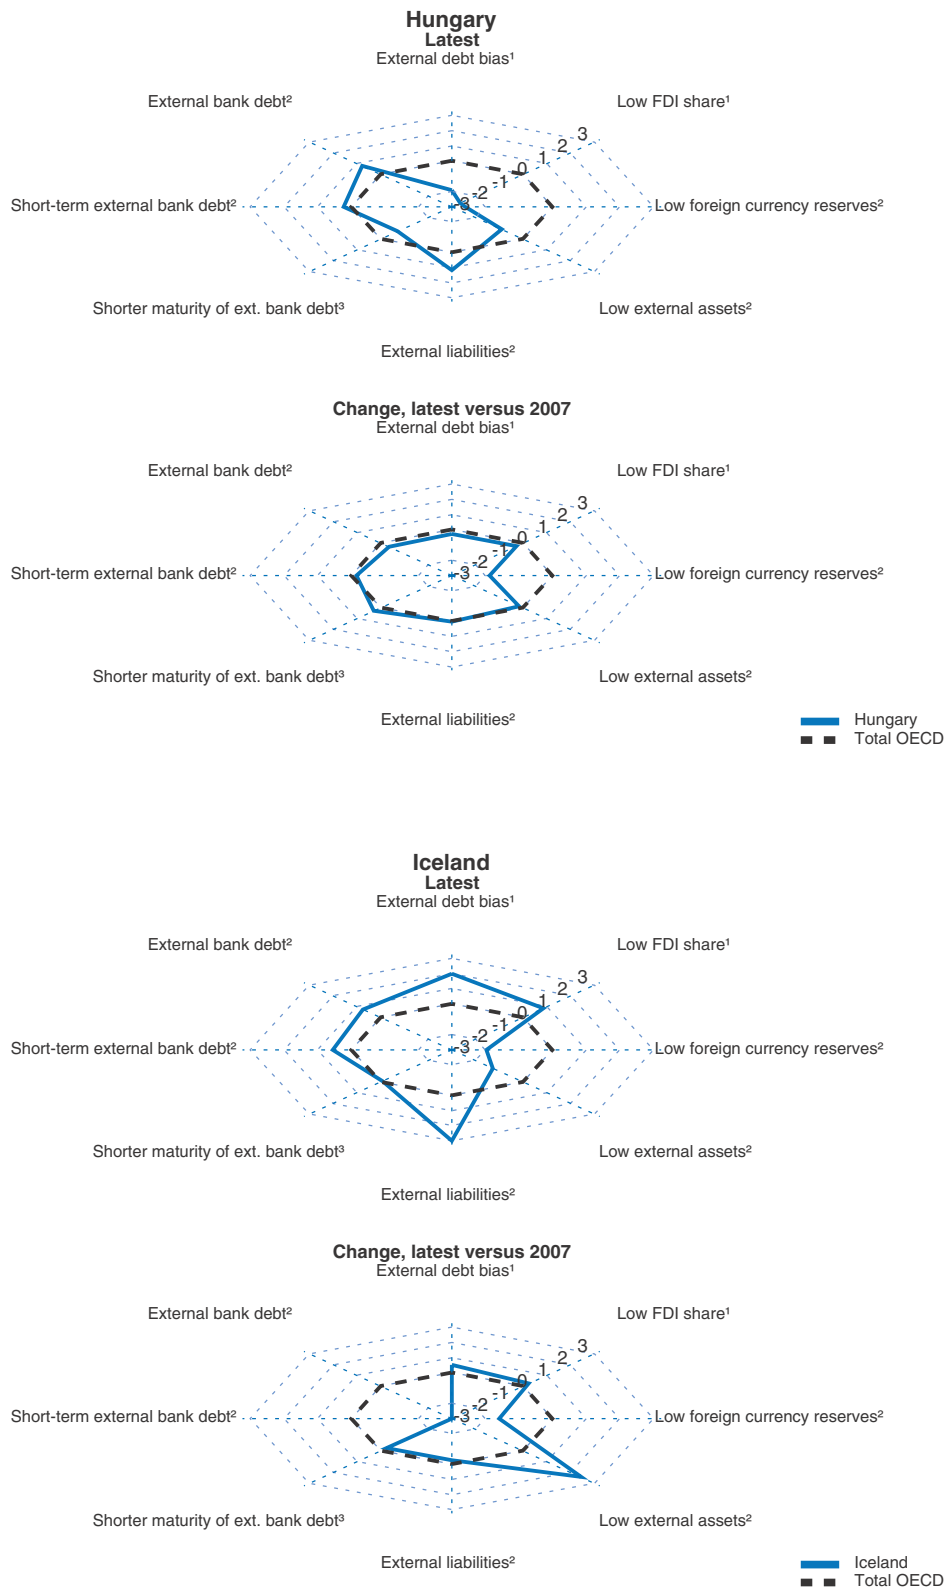 Hungary
Latest
External debt bias¹
External bank debt²
Low FDI share¹
3
2
1
0
-1
-2
-3
Short-term external bank debt²
Low foreign currency reserves²
Shorter maturity of ext. bank debt³
Low external assets²
External liabilities²
Change, latest versus 2007
External debt bias¹
External bank debt²
Low FDI share¹
3
2
1
0
-1
-2
-3
Short-term external bank debt²
Low foreign currency reserves²
Shorter maturity of ext. bank debt³
Low external assets²
External liabilities²
Hungary
Total OECD
Iceland
Latest
External debt bias¹
External bank debt²
Low FDI share¹
3
2
1
0
-1
-2
-3
Short-term external bank debt²
Low foreign currency reserves²
Shorter maturity of ext. bank debt³
Low external assets²
External liabilities²
Change, latest versus 2007
External debt bias¹
External bank debt²
Low FDI share¹
3
2
1
0
-1
-2
-3
Short-term external bank debt²
Low foreign currency reserves²
Shorter maturity of ext. bank debt³
Low external assets²
External liabilities²
Iceland
Total OECD